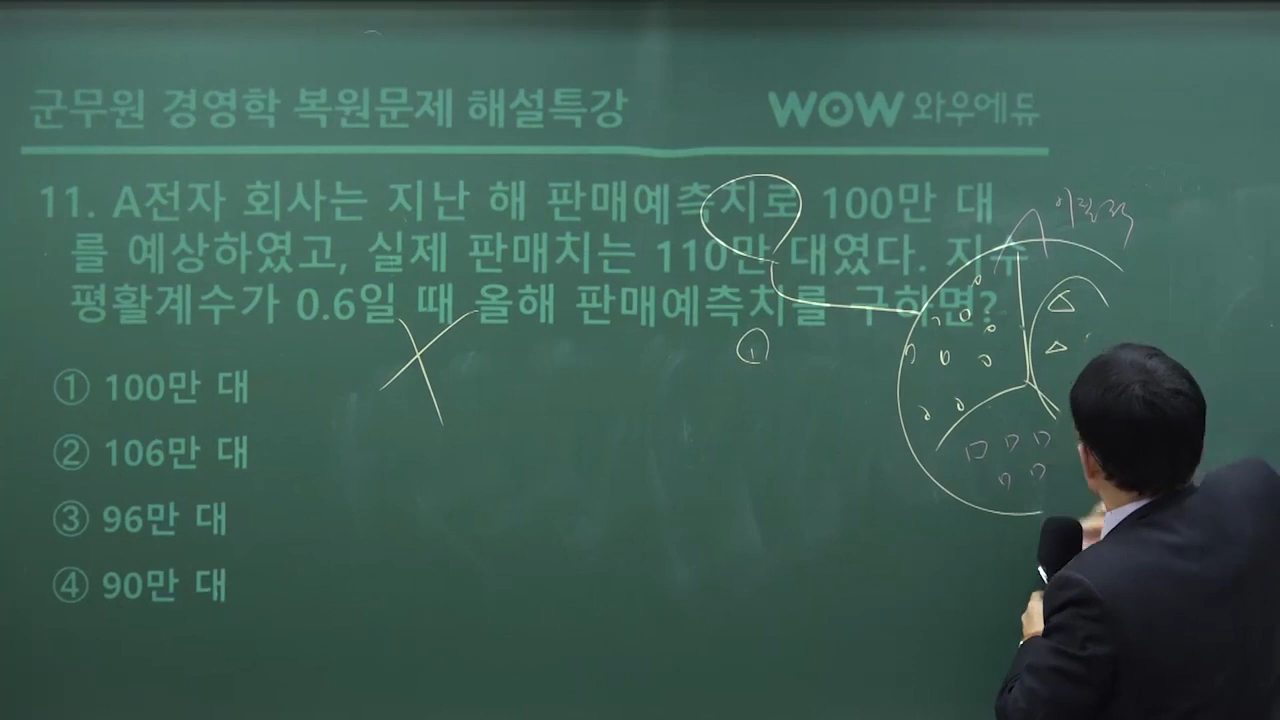 군무원 경영학 복원문제 해설특강
WOW 와우에듀
11. A전자 회사는 지난 해 판매예측치로 100만 대
를 예상하였고, 실제 판매치는 110만 대였다. 지수
평활계수가 0.6일 때 올해 판매예측치를 구하면?
①
① 100만 대
② 106만 대
③ 96만 대
④ 90만 대